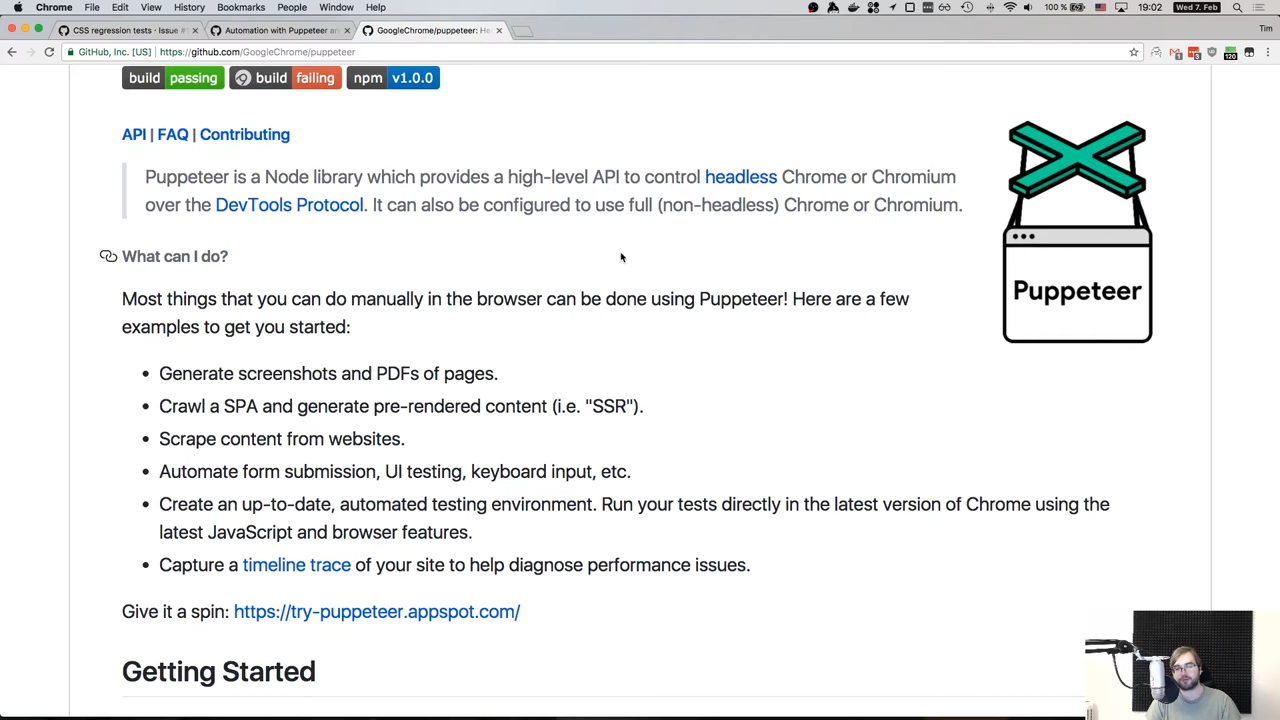 Chrome File Edit View History Bookmarks People Window Help 100 % 19:02 Wed 7. Feb
CSS regression tests · Issue #
Automation with Puppeteer an
GoogleChrome/puppeteer: He
Tim
GitHub, Inc. [US] https://github.com/GoogleChrome/puppeteer
build passing build failing npm v1.0.0
API | FAQ | Contributing
Puppeteer is a Node library which provides a high-level API to control headless Chrome or Chromium
over the DevTools Protocol. It can also be configured to use full (non-headless) Chrome or Chromium.
Puppeteer
What can I do?
Most things that you can do manually in the browser can be done using Puppeteer! Here are a few
examples to get you started:
• Generate screenshots and PDFs of pages.
• Crawl a SPA and generate pre-rendered content (i.e. "SSR").
• Scrape content from websites.
• Automate form submission, UI testing, keyboard input, etc.
• Create an up-to-date, automated testing environment. Run your tests directly in the latest version of Chrome using the
latest JavaScript and browser features.
• Capture a timeline trace of your site to help diagnose performance issues.
Give it a spin: https://try-puppeteer.appspot.com/
Getting Started